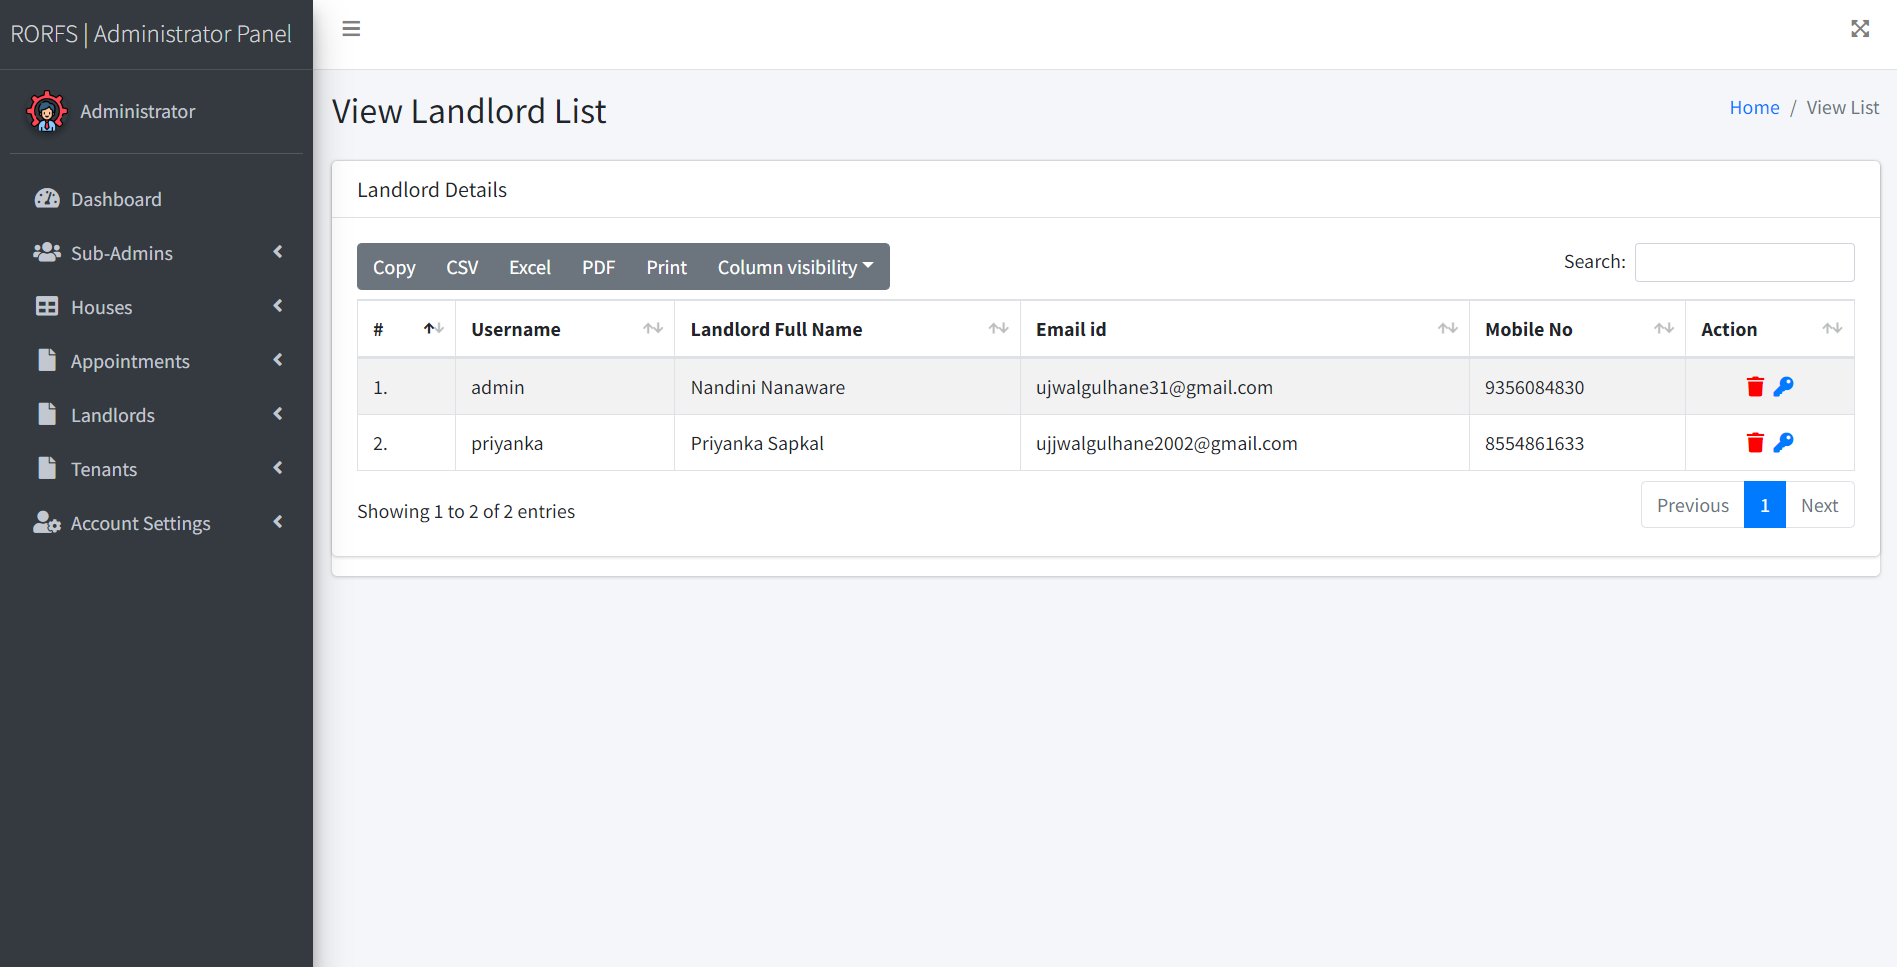 RORFS | Administrator Panel
Administrator
Dashboard
Sub-Admins
Houses
Appointments
Landlords
Tenants
Account Settings
View Landlord List
Home / View List
Landlord Details
Copy CSV Excel PDF Print Column visibility
Search:
# Username Landlord Full Name Email id Mobile No Action
1. admin Nandini Nanaware ujwalgulhane31@gmail.com 9356084830
2. priyanka Priyanka Sapkal ujjwalgulhane2002@gmail.com 8554861633
Showing 1 to 2 of 2 entries
Previous 1 Next